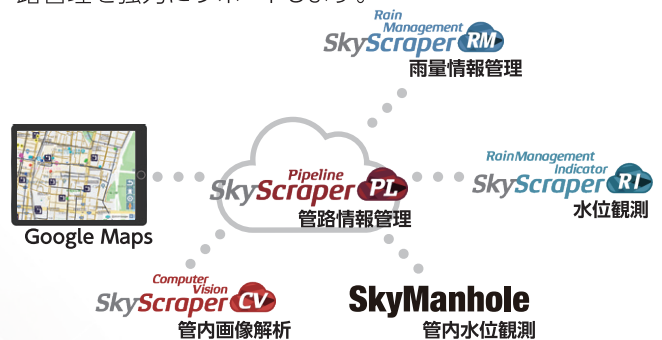 Rain
Management
SkyScraper RM
雨量情報管理
Google Maps
Pipeline
SkyScraper PL
管路情報管理
RainManagement
Indicator
SkyScraper RI
水位観測
Computer
Vision
SkyScraper CV
管内画像解析
SkyManhole
管内水位観測